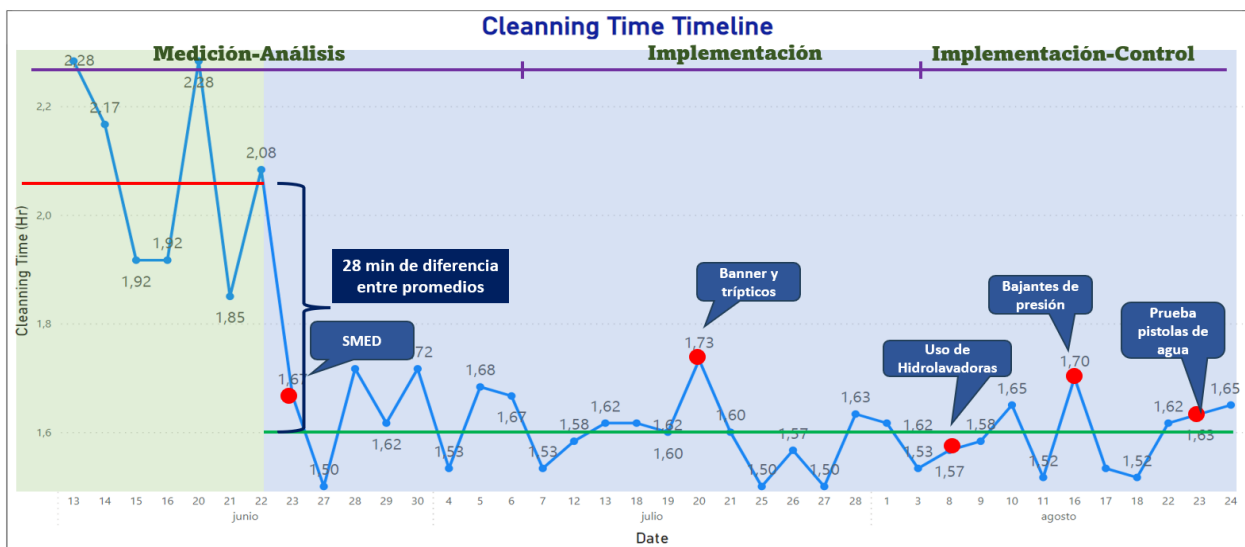 Cleanning Time Timeline
Medición-Análisis
Implementación
Implementación-Control
Cleanning Time (Hr)
2,2
2,0
1,8
1,6
2,28
2,17
1,92
1,92
2,28
1,85
2,08
1,67
1,50
1,62
1,72
1,53
1,68
1,67
1,53
1,58
1,62
1,62
1,60
1,73
1,60
1,50
1,57
1,50
1,63
1,62
1,53
1,57
1,58
1,65
1,52
1,70
1,52
1,62
1,63
1,65
28 min de diferencia
entre promedios
SMED
Banner y
trípticos
Uso de
Hidrolavadoras
Bajantes de
presión
Prueba
pistolas de
agua
13 14 15 16 20 21 22 23 27 28 29 30 4 5 6 7 12 13 18 19 20 21 25 26 27 28 1 3 8 9 10 11 16 17 18 22 23 24
junio
julio
agosto
Date